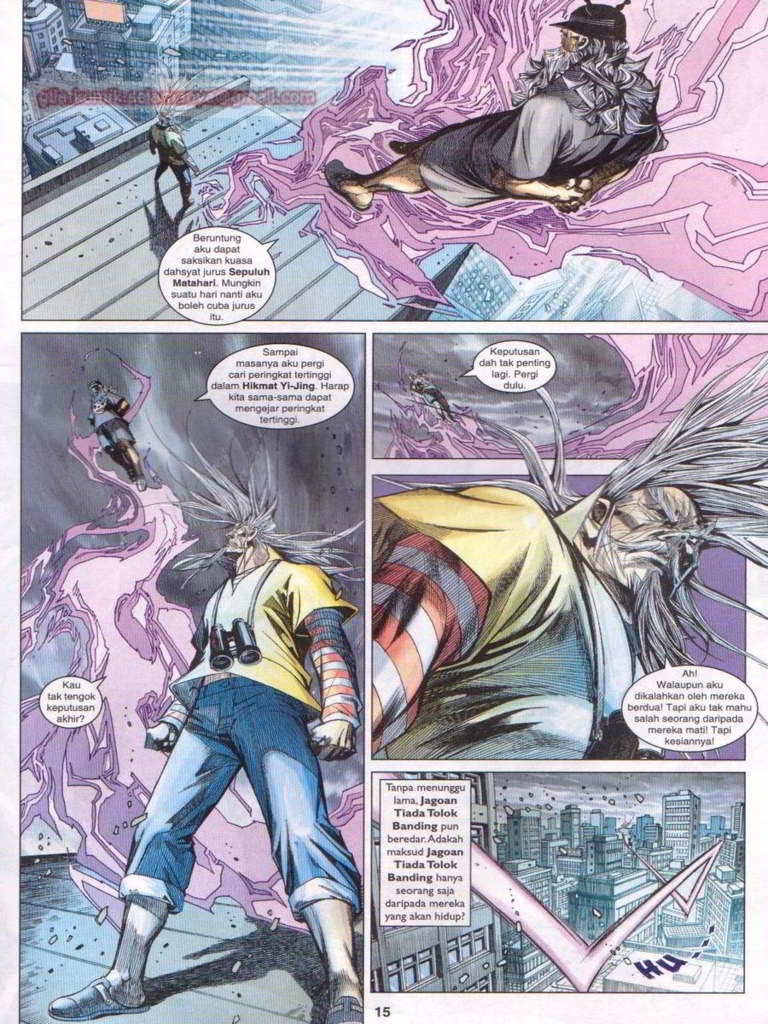 Beruntung
aku dapat
saksikan kuasa
dahsyat jurus Sepuluh
Matahari. Mungkin
suatu hari nanti aku
boleh cuba jurus
itu.
Sampai
masanya aku pergi
cari peringkat tertinggi
dalam Hikmat Yi-Jing. Harap
kita sama-sama dapat
mengejar peringkat
tertinggi.
Kau
tak tengok
keputusan
akhir?
Keputusan
dah tak penting
lagi. Pergi
dulu.
Ah!
Walaupun aku
dikalahkan oleh mereka
berdua! Tapi aku tak mahu
salah seorang daripada
mereka mati! Tapi
kesiannya!
Tanpa menunggu
lama, Jagoan
Tiada Tolok
Banding pun
beredar. Adakah
maksud Jagoan
Tiada Tolok
Banding hanya
seorang saja
daripada mereka
yang akan hidup?
HU
15